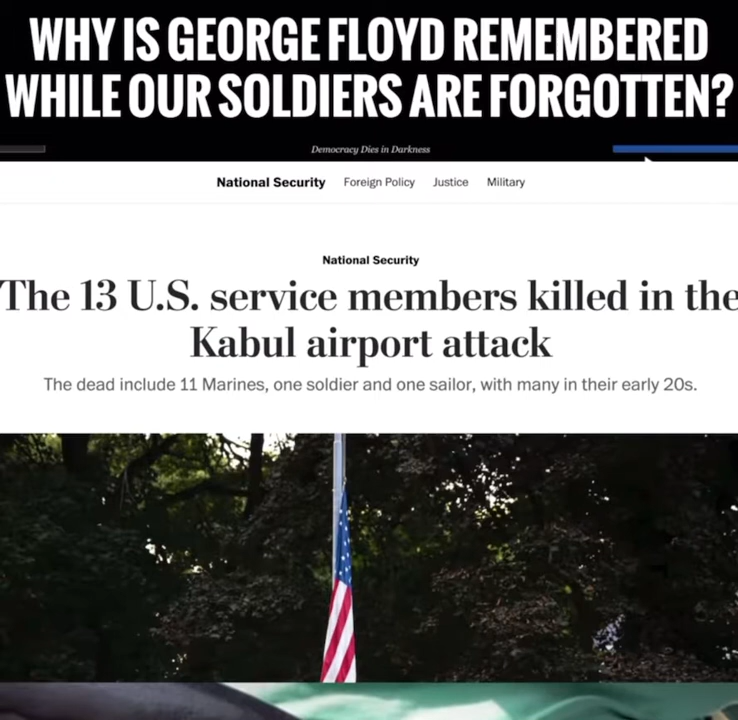 WHY IS GEORGE FLOYD REMEMBERED
WHILE OUR SOLDIERS ARE FORGOTTEN?
Democracy Dies in Darkness
National Security Foreign Policy Justice Military
National Security
The 13 U.S. service members killed in the
Kabul airport attack
The dead include 11 Marines, one soldier and one sailor, with many in their early 20s.